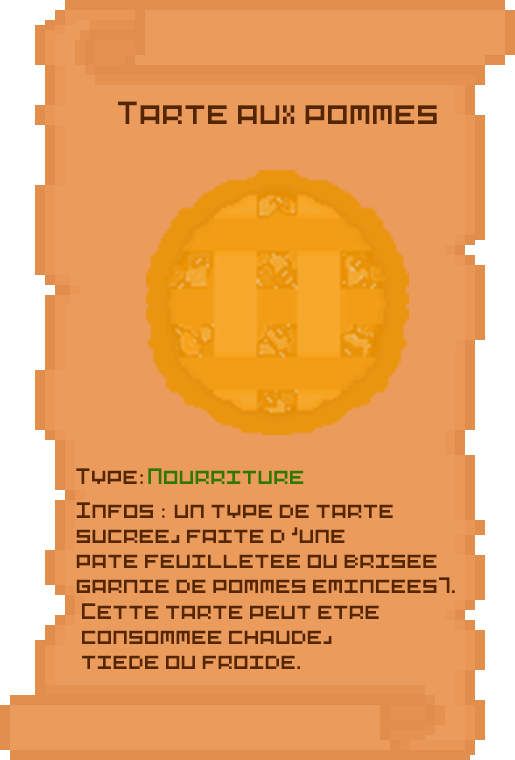 Tarte aux pommes
Type: Nourriture
Infos : un type de tarte
sucree, faite d 'une
pate feuilletee ou brisee
garnie de pommes emincees1.
Cette tarte peut etre
consommee chaude,
tiede ou froide.